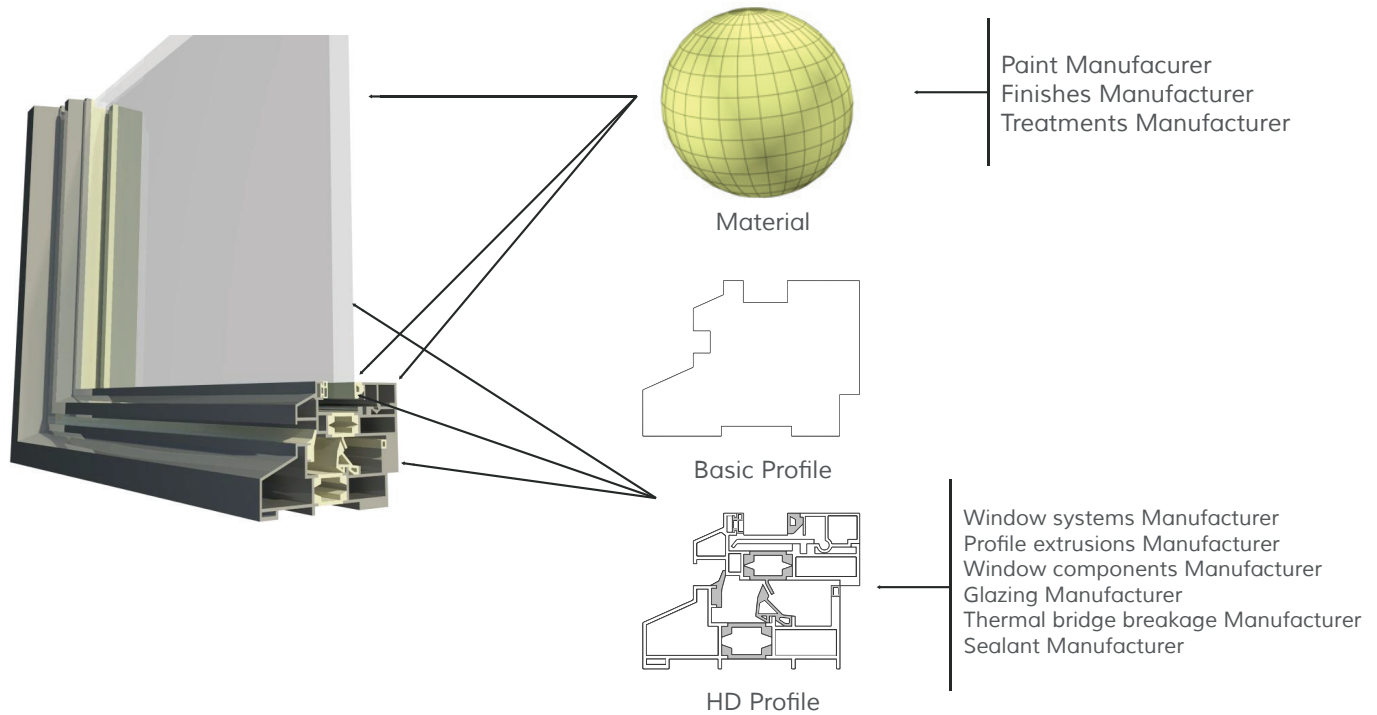 Paint Manufacurer
Finishes Manufacturer
Treatments Manufacturer
Material
Basic Profile
Window systems Manufacturer
Profile extrusions Manufacturer
Window components Manufacturer
Glazing Manufacturer
Thermal bridge breakage Manufacturer
Sealant Manufacturer
HD Profile